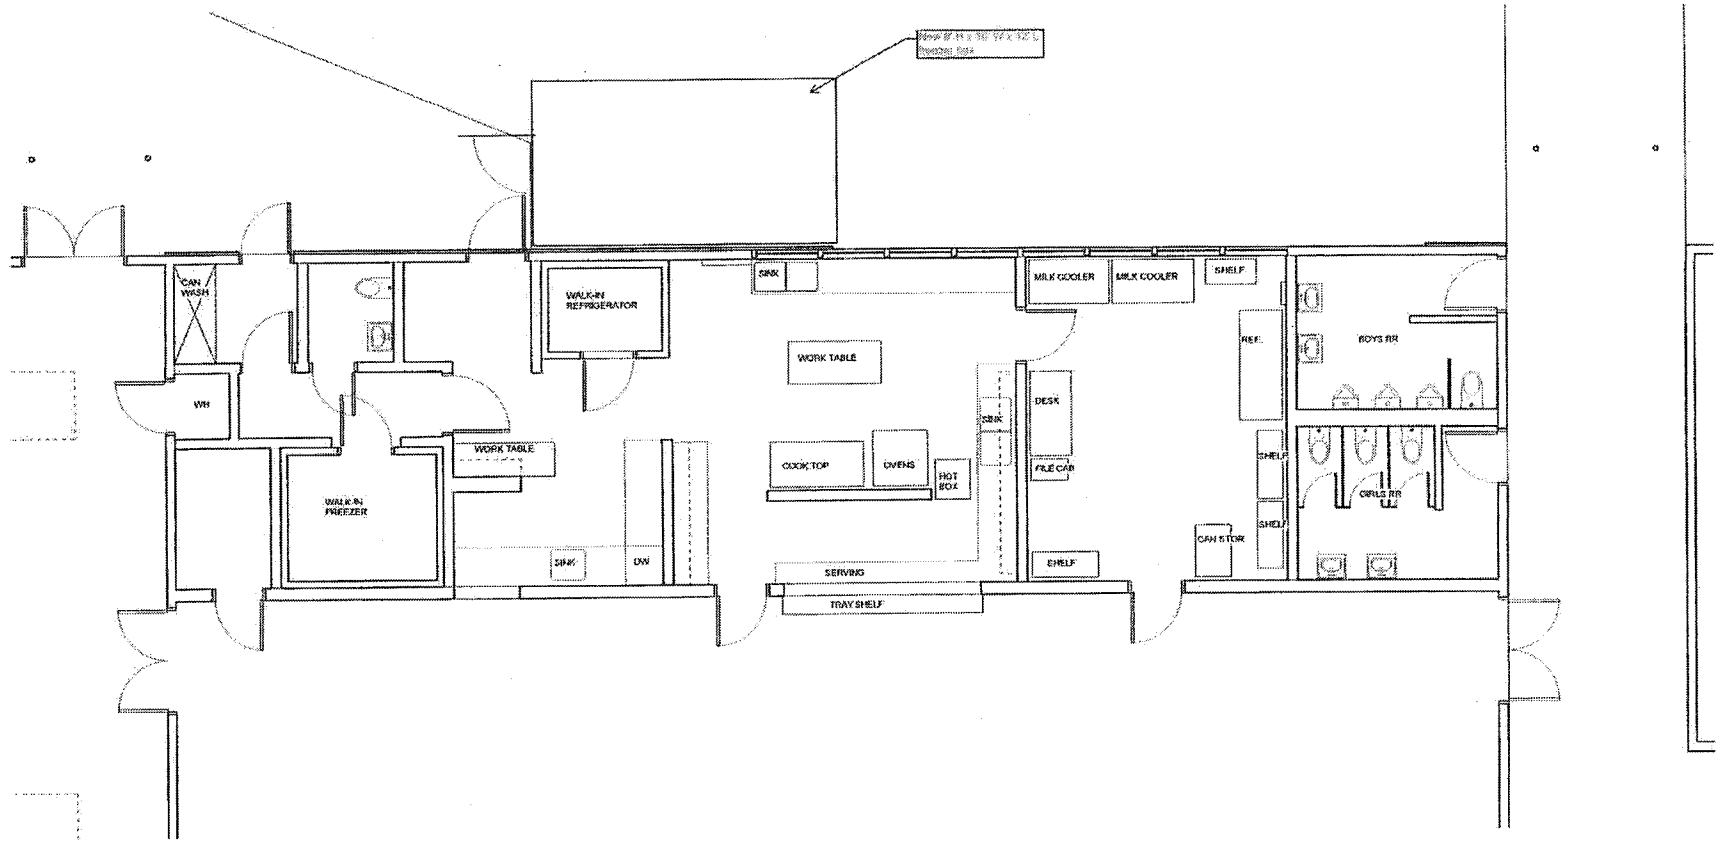 CAN
WASH
WALK-IN
REFRIGERATOR
SINK
MILK COOLER
MILK COOLER
SHELF
WORK TABLE
REF.
BOYS RR
WH
DESK
SINK
WORK TABLE
COOK TOP
OVENS
HOT
BOX
FILE CAB
SHELF
WALK-IN
FREEZER
GIRLS RR
SHELF
CAN STOR
SINK
DW
SERVING
SHELF
TRAY SHELF